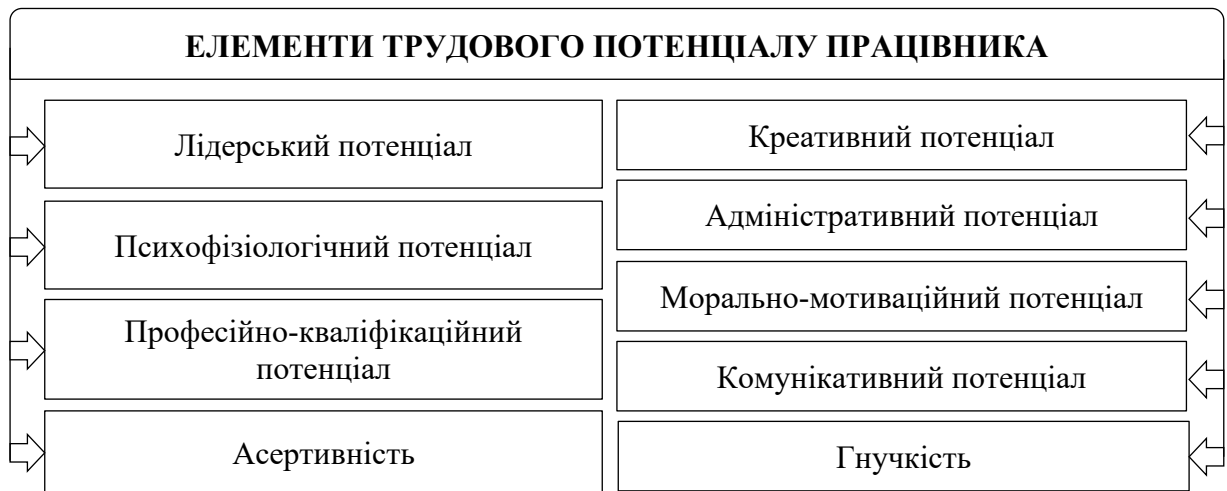 ЕЛЕМЕНТИ ТРУДОВОГО ПОТЕНЦІАЛУ ПРАЦІВНИКА
Лідерський потенціал
Психофізіологічний потенціал
Професійно-кваліфікаційний
потенціал
Асертивність
Креативний потенціал
Адміністративний потенціал
Морально-мотиваційний потенціал
Комунікативний потенціал
Гнучкість